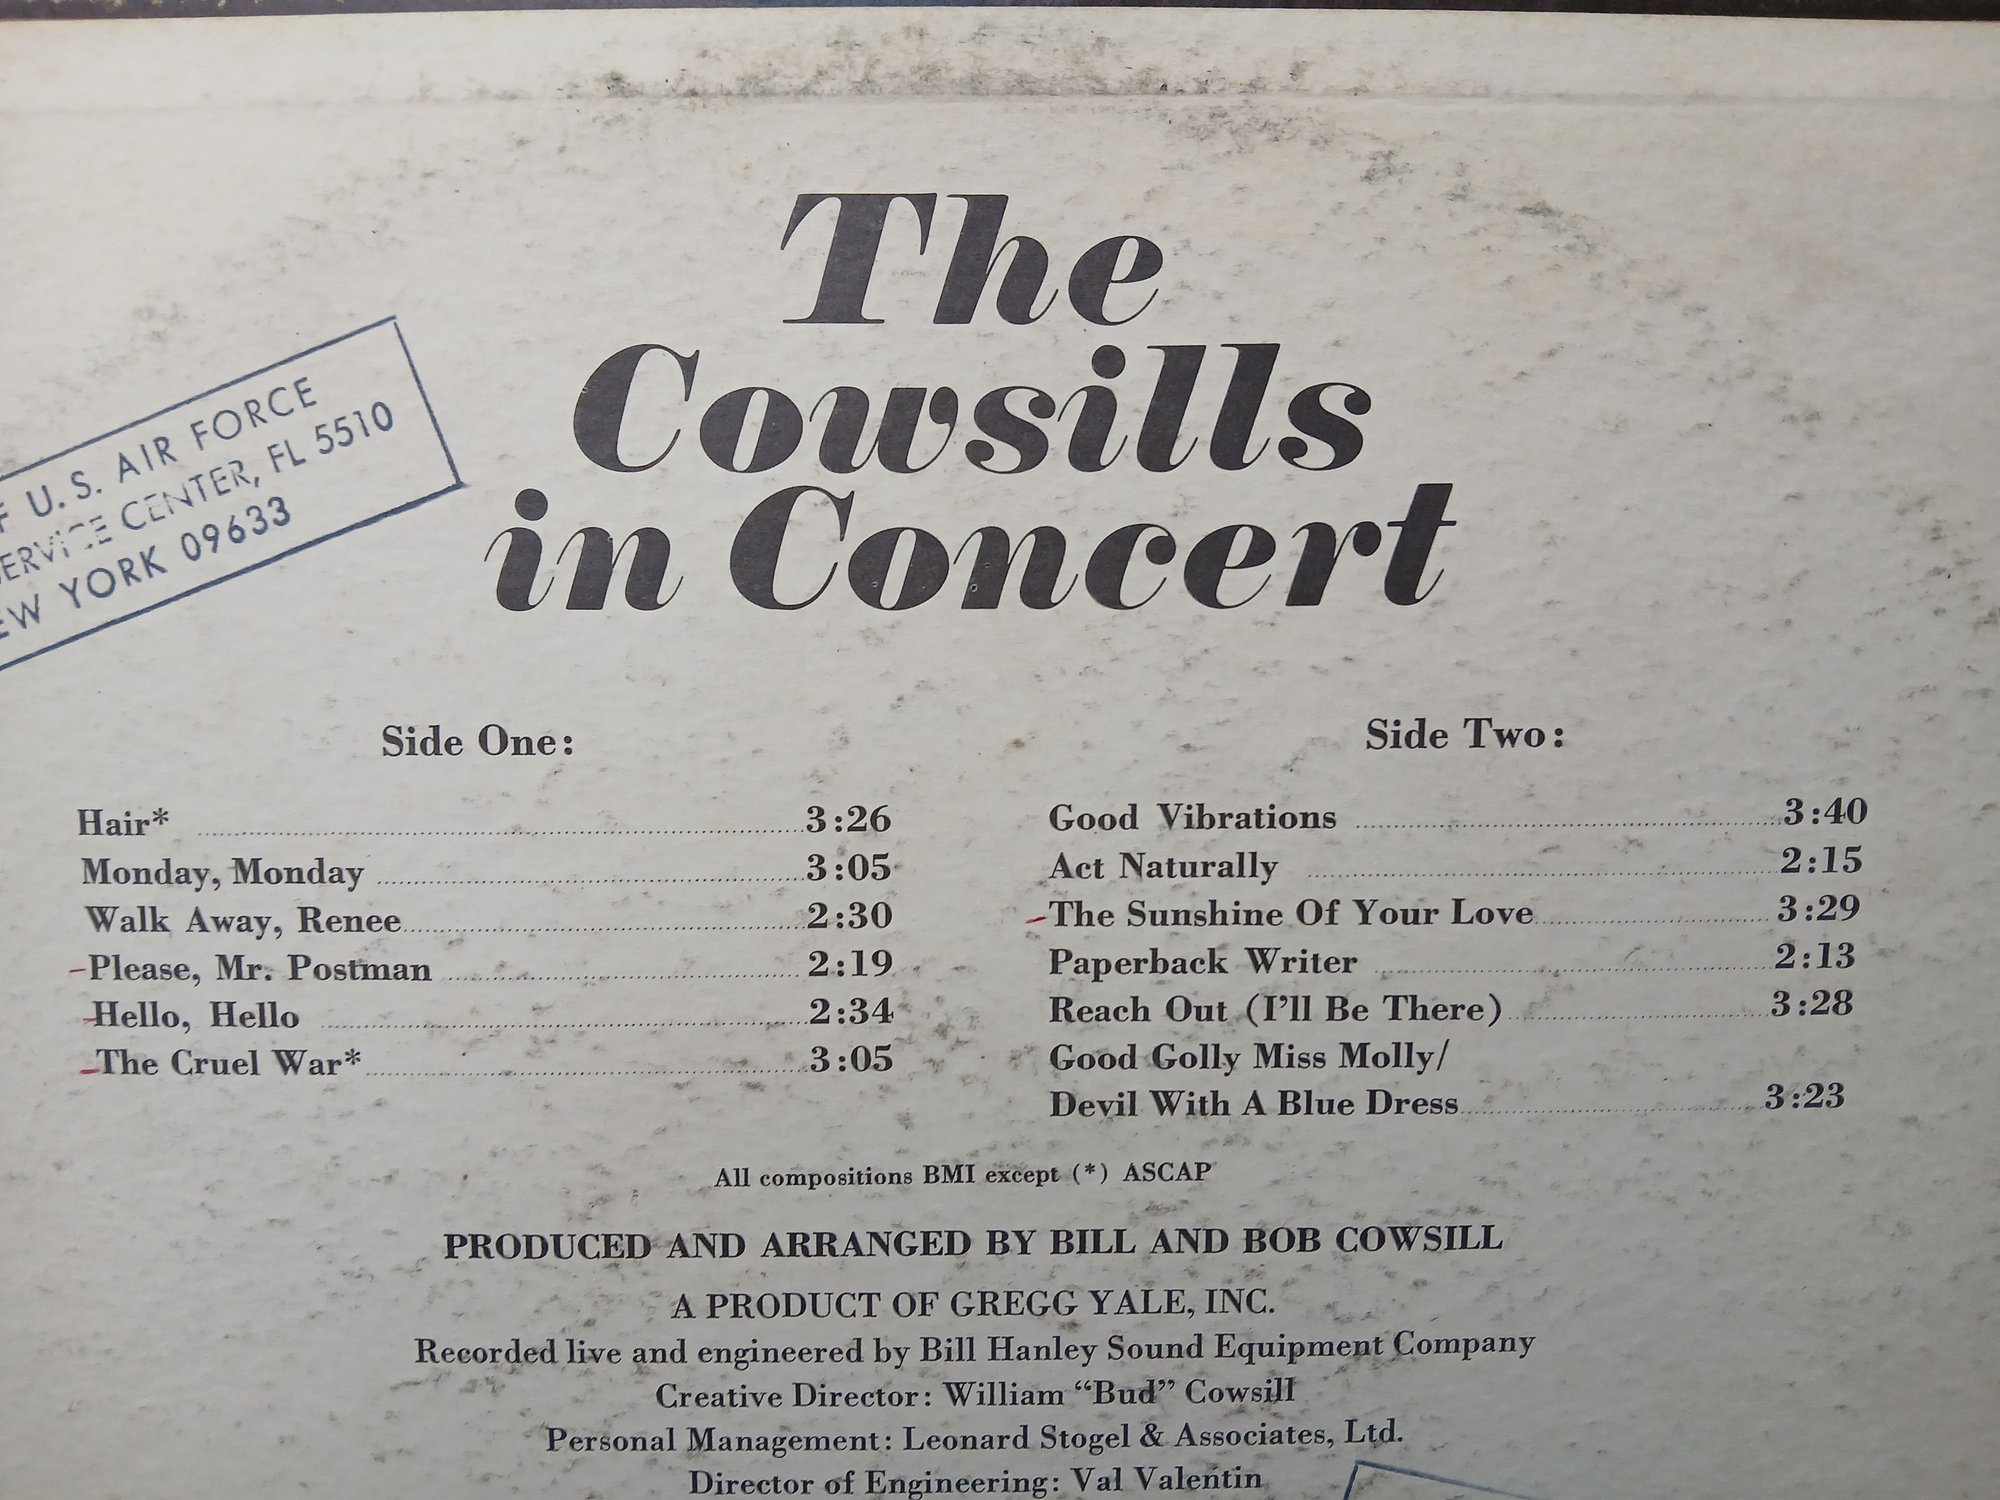 The
Cowsills
in Concert
U.S. AIR FORCE
CENTER, FL 5510
YORK 09633
Side One:
Hair* 3:26
Monday, Monday 3:05
Walk Away, Renee 2:30
Please, Mr. Postman 2:19
Hello, Hello 2:34
The Cruel War* 3:05
Side Two:
Good Vibrations 3:40
Act Naturally 2:15
The Sunshine Of Your Love 3:29
Paperback Writer 2:13
Reach Out (I'll Be There) 3:28
Good Golly Miss Molly/
Devil With A Blue Dress 3:23
All compositions BMI except (*) ASCAP
PRODUCED AND ARRANGED BY BILL AND BOB COWSILL
A PRODUCT OF GREGG YALE, INC.
Recorded live and engineered by Bill Hanley Sound Equipment Company
Creative Director: William “Bud” Cowsill
Personal Management: Leonard Stogel & Associates, Ltd.
Director of Engineering: Val Valentin